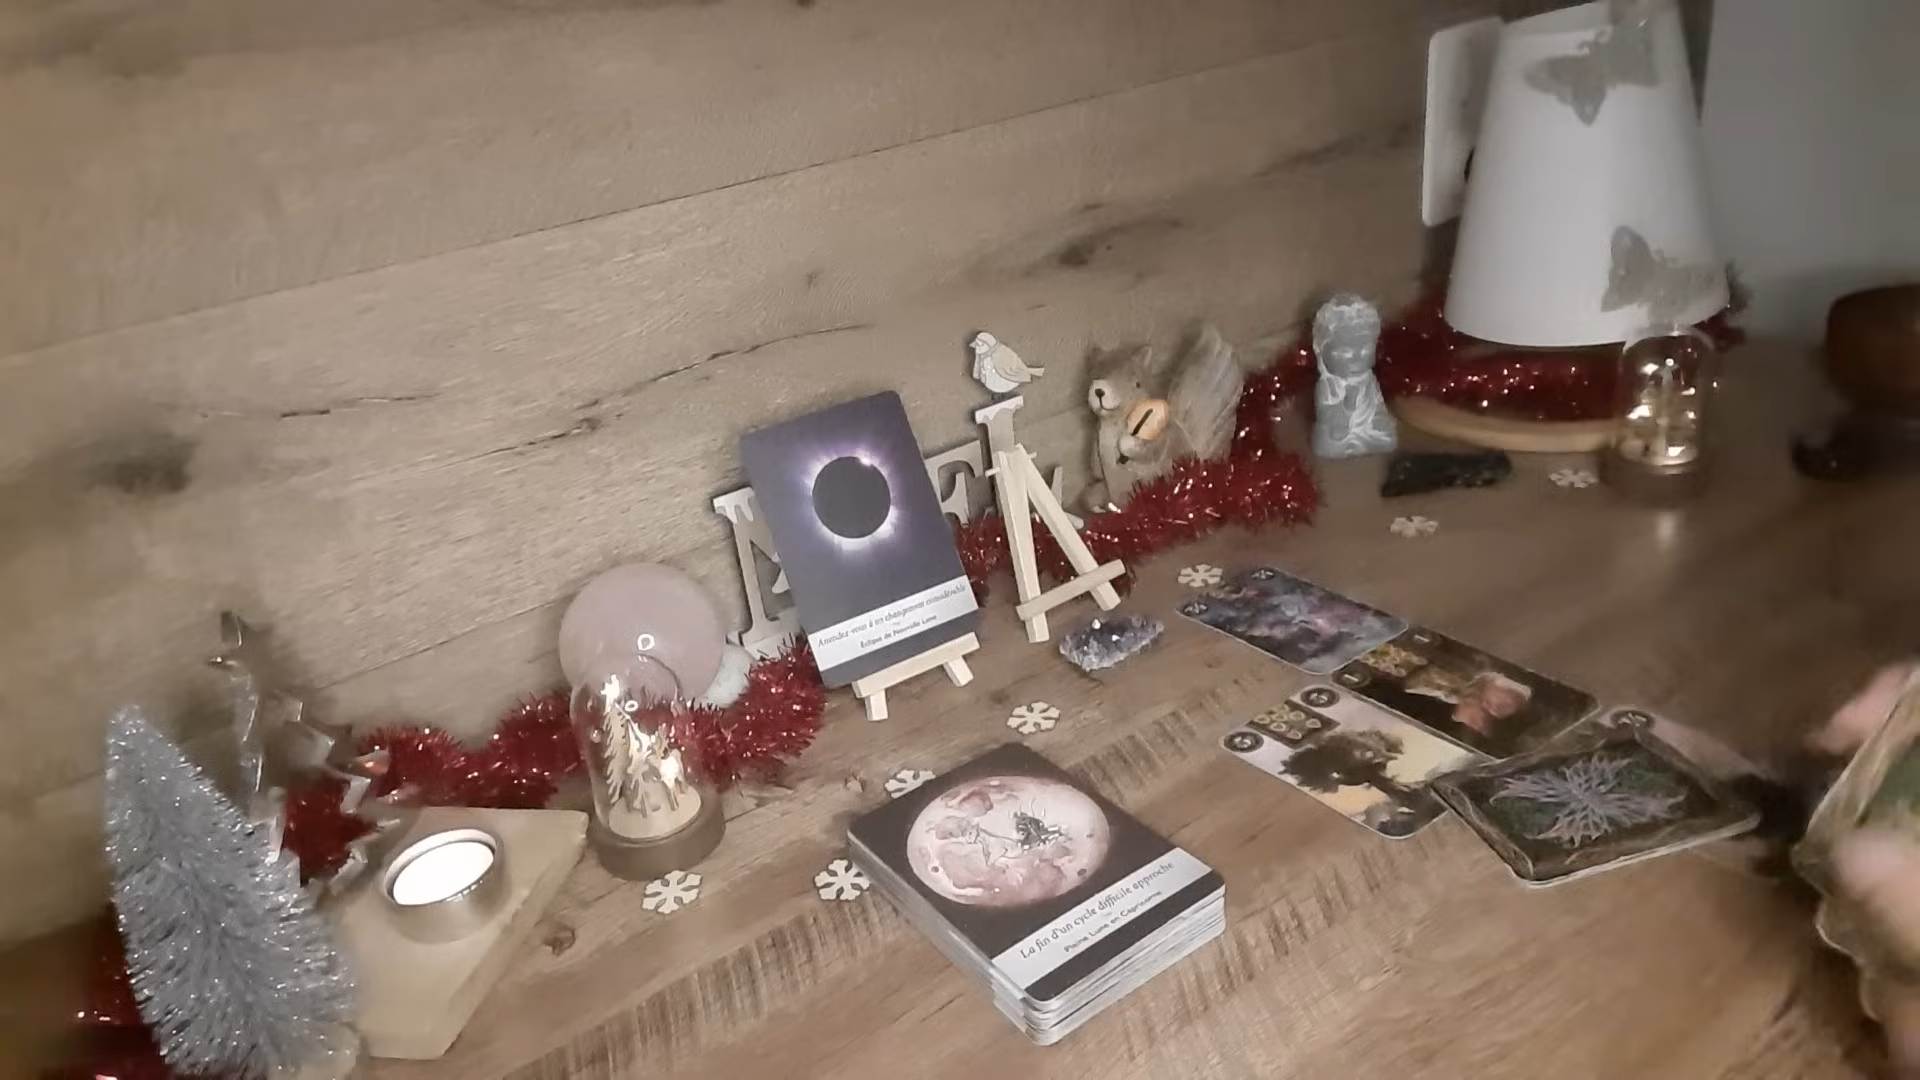 Attendez-vous à un changement considérable
Éclipse de Nouvelle Lune
La fin d'un cycle difficile approche
Pleine Lune en Capricorne